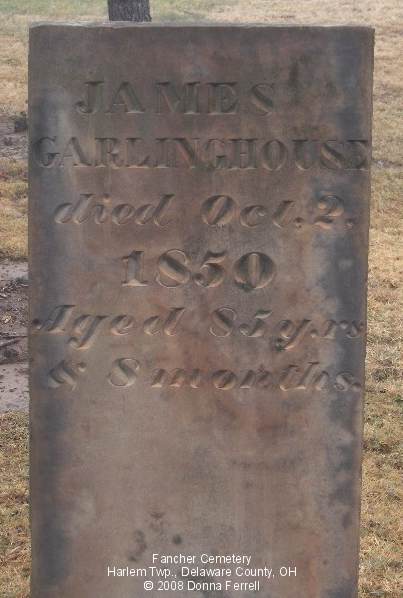 JAMES
GARLINGHOUSE
died Oct. 2.
1850
Aged 85 yrs
& 8 months.
Fancher Cemetery
Harlem Twp., Delaware County, OH
© 2008 Donna Ferrell